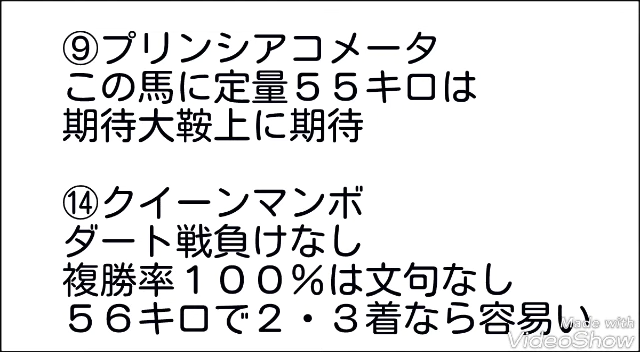 ⑨プリンシアコメータ
この馬に定量５５キロは
期待大鞍上に期待
⑭クイーンマンボ
ダート戦負けなし
複勝率１００％は文句なし
５６キロで２・３着なら容易い
Made with
VideoShow